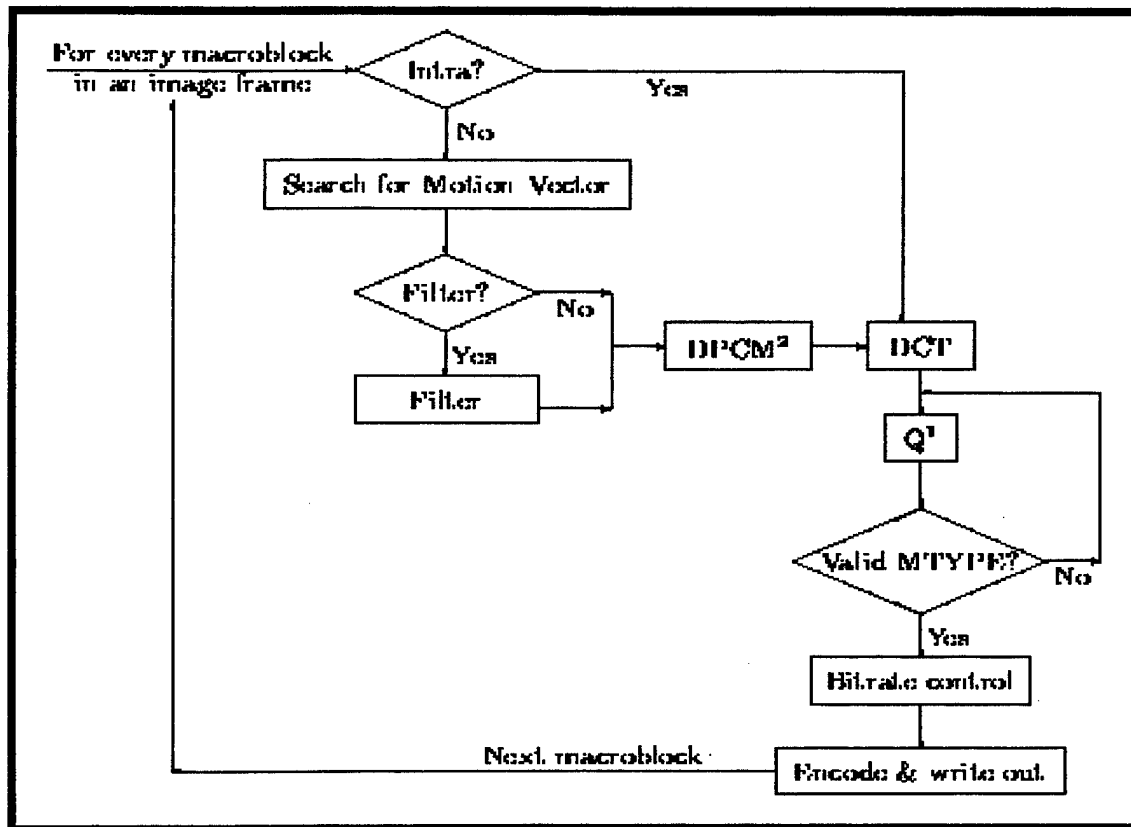 For every macroblock
in an image frame
Intra?
Yes
No
Search for Motion Vector
Filter?
No
Yes
Filter
DPCM²
DCT
Q¹
Valid MTYPE?
No
Yes
Bitrate control
Encode & write out
Next macroblock